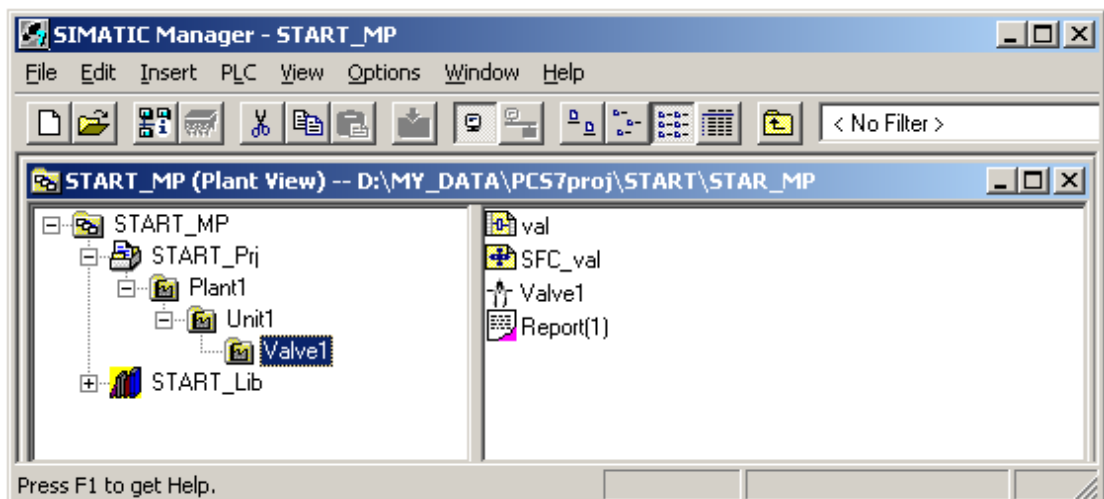 SIMATIC Manager - START_MP
File Edit Insert PLC View Options Window Help
< No Filter >
START_MP (Plant View) -- D:\MY_DATA\PCS7proj\START\STAR_MP
START_MP
START_Prj
Plant1
Unit1
Valve1
START_Lib
val
SFC_val
Valve1
Report(1)
Press F1 to get Help.